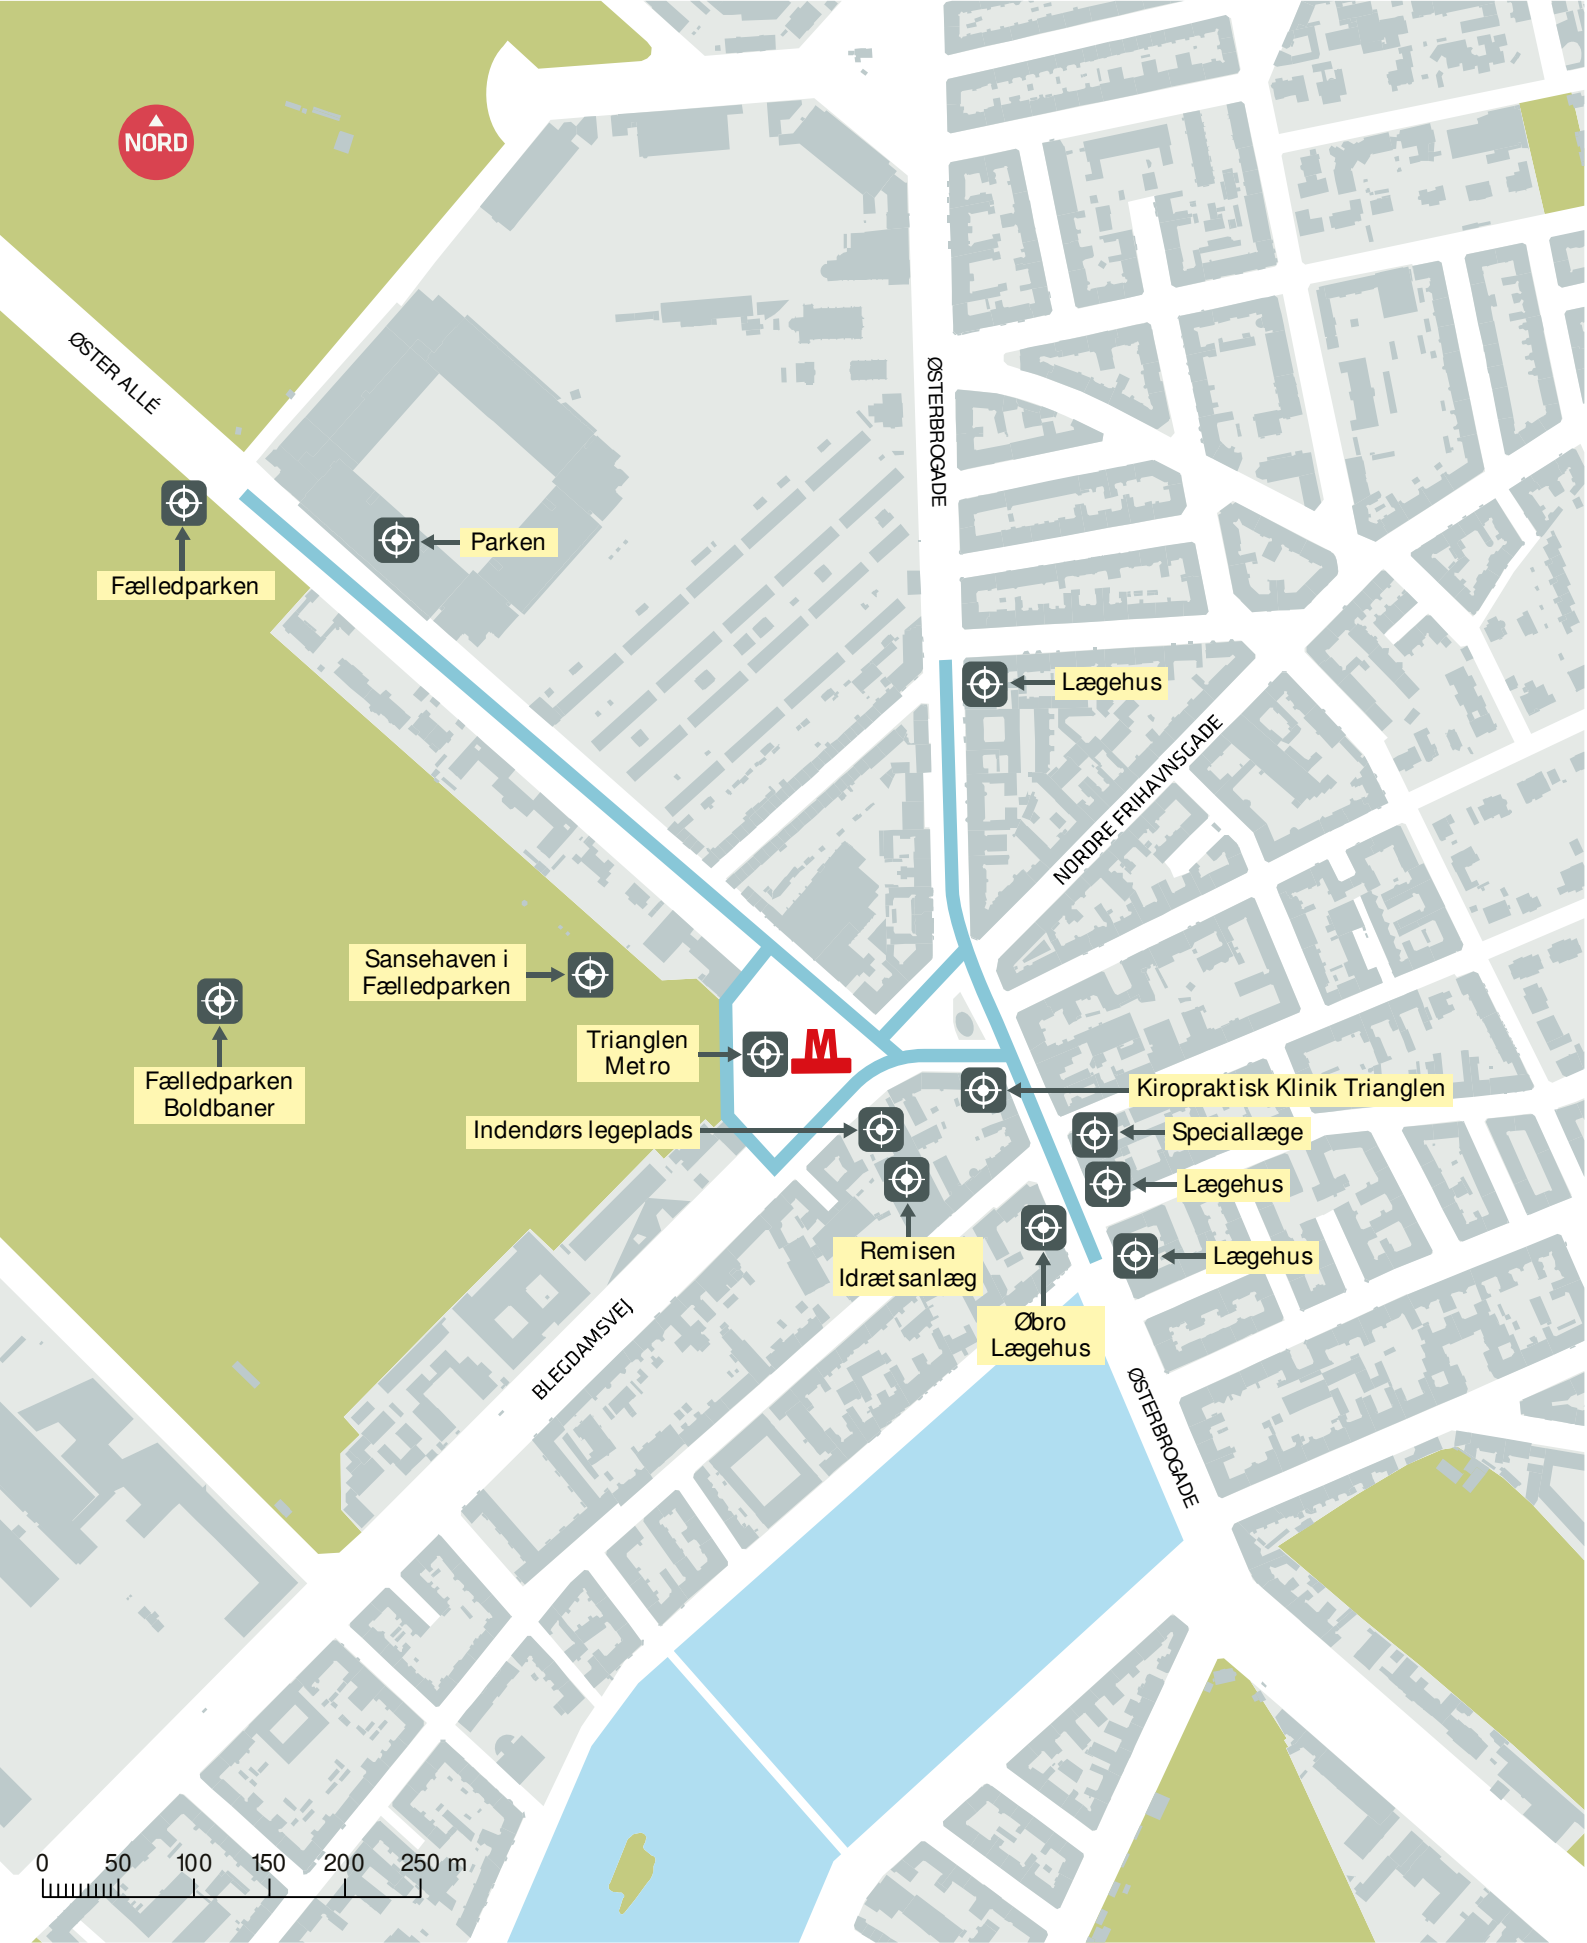 NORD
ØSTER ALLÉ
ØSTERBROGADE
Parken
Fælledparken
Lægehus
NORDRE FRIHAVNSGADE
Sansehaven i
Fælledparken
Trianglen
Metro
M
Fælledparken
Boldbaner
Kiropraktisk Klinik Trianglen
Indendørs legeplads
Speciallæge
Lægehus
Remisen
Idrætsanlæg
Lægehus
Øbro
Lægehus
BLEGDAMSVEJ
ØSTERBROGADE
0 50 100 150 200 250 m